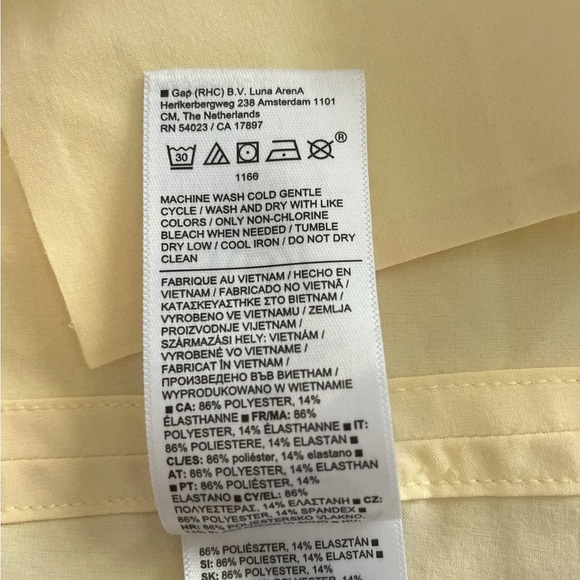 ■ Gap (RHC) B.V. Luna ArenA
Herikerbergweg 238 Amsterdam 1101
CM, The Netherlands
RN 54023 / CA 17897
30 ®
1166
MACHINE WASH COLD GENTLE
CYCLE / WASH AND DRY WITH LIKE
COLORS / ONLY NON-CHLORINE
BLEACH WHEN NEEDED / TUMBLE
DRY LOW / COOL IRON / DO NOT DRY
CLEAN
FABRIQUE AU VIETNAM / HECHO EN
VIETNAM / FABRICADO NO VIETNÃ /
ΚΑΤΑΣΚΕΥΑΣΤΗΚΕ ΣΤΟ ΒΙΕΤΝΑΜ /
VYROBENO VE VIETNAMU / ZEMLJA
PROIZVODNJE VIJETNAM /
SZÁRMAZÁSI HELY: VIETNÁM /
VYROBENÉ VO VIETNAME /
FABRICAT ÎN VIETNAM /
ПРОИЗВЕДЕНО ВЪВ ВИЕТНАМ /
WYPRODUKOWANO W WIETNAMIE
■ CA: 86% POLYESTER, 14%
ÉLASTHANNE ■ FR/MA: 86%
POLYESTER, 14% ÉLASTHANNE ■ IT:
86% POLIESTERE, 14% ELASTAN ■
CL/ES: 86% poliéster, 14% elastano ■
AT: 86% POLYESTER, 14% ELASTHAN
■ PT: 86% POLIÉSTER, 14%
ELASTANO ■ CY/EL: 86%
ΠΟΛΥΕΣΤΕΡΑΣ, 14% ΕΛΑΣΤΑΝΗ ■ CZ:
86% POLYESTER, 14% SPANDEX ■
HR: 86% POLIESTERSKO VLAKNO,
86% POLIÉSZTER, 14% ELASZTÁN ■
SI: 86% POLIESTER, 14% ELASTAN ■
SK: 86% POLYESTER, 14%